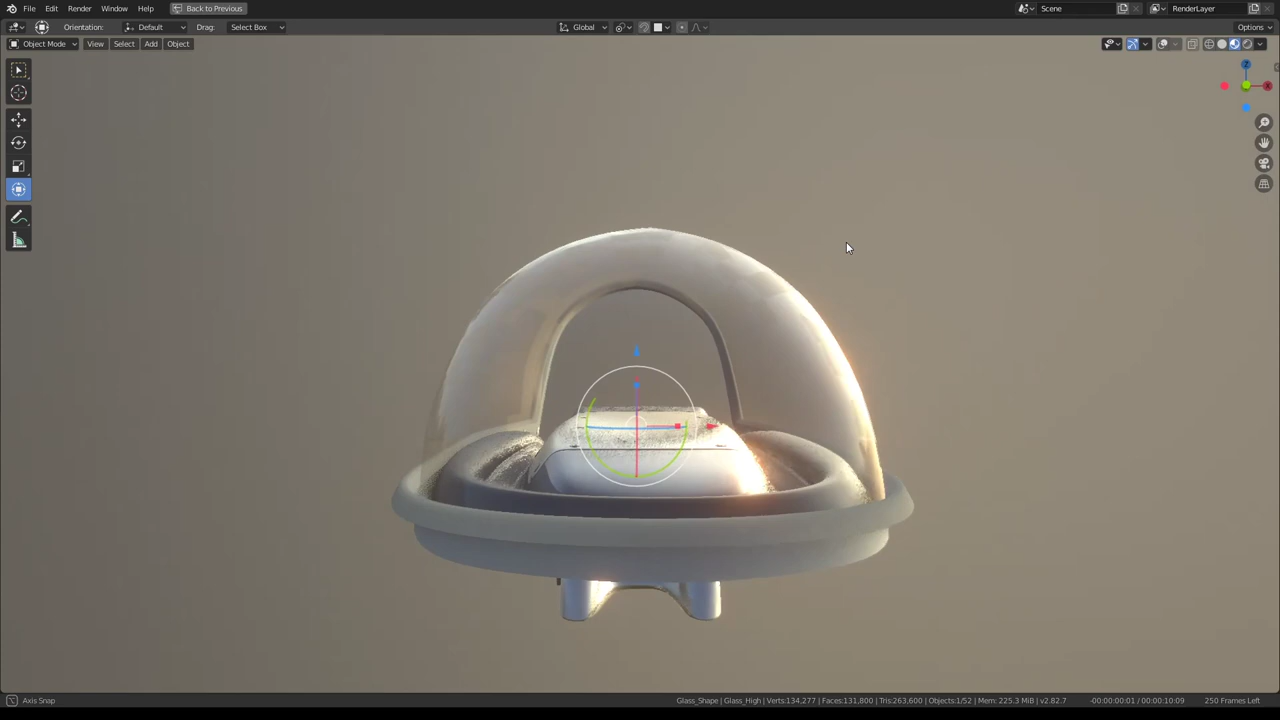 File Edit Render Window Help Back to Previous Scene RenderLayer
Orientation: Default Drag: Select Box Global Options
Object Mode View Select Add Object
Z
X
Axis Snap Glass_Shape | Glass_High | Verts:134,277 | Faces:131,800 | Tris:263,600 | Objects:1/52 | Mem: 225.3 MiB | v2.82.7 -00:00:00:01 / 00:00:10:09 250 Frames Left